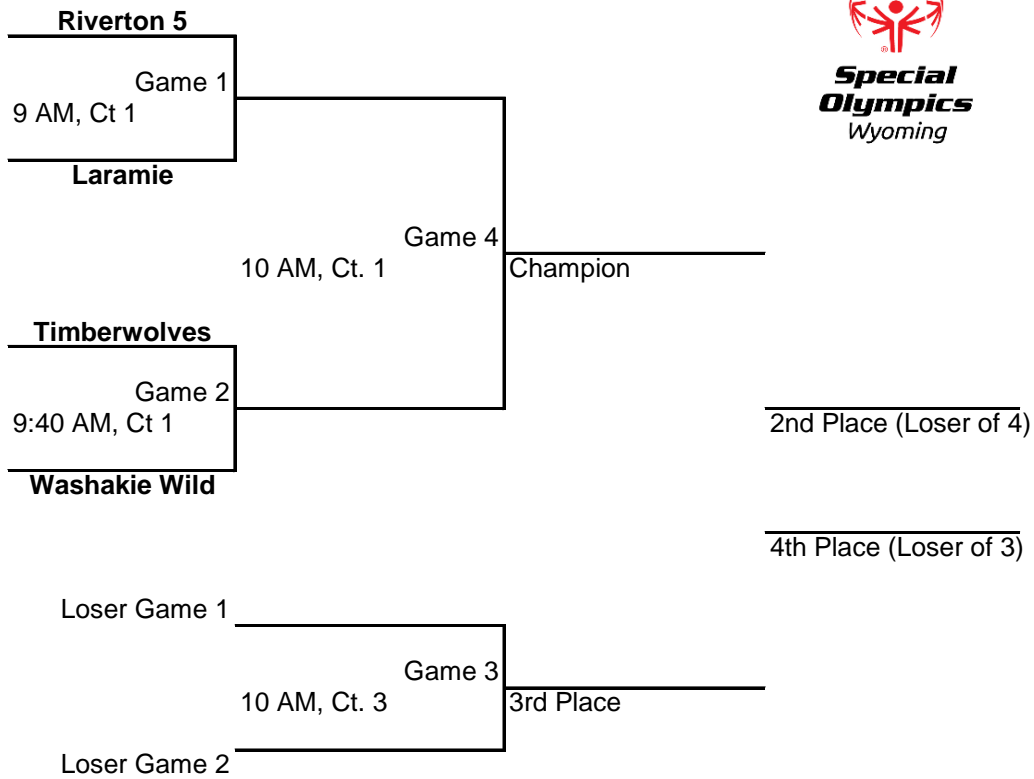 Riverton 5
Game 1
9 AM, Ct 1
Laramie
®
Special
Olympics
Wyoming
Game 4
10 AM, Ct. 1
Champion
Timberwolves
Game 2
9:40 AM, Ct 1
Washakie Wild
2nd Place (Loser of 4)
4th Place (Loser of 3)
Loser Game 1
Game 3
10 AM, Ct. 3
3rd Place
Loser Game 2